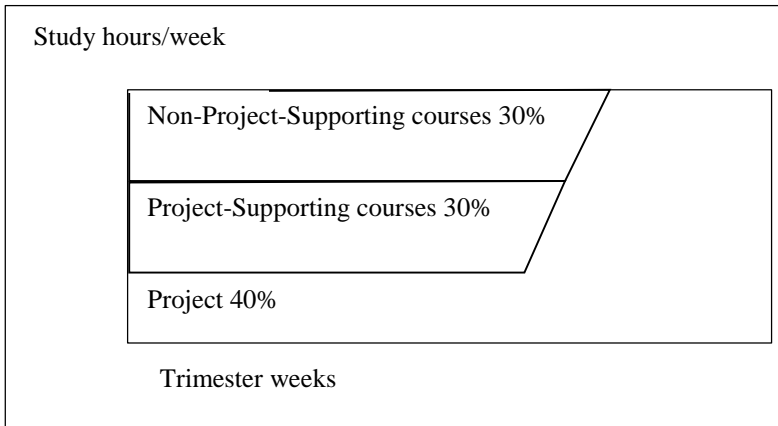 Study hours/week
Non-Project-Supporting courses 30%
Project-Supporting courses 30%
Project 40%
Trimester weeks